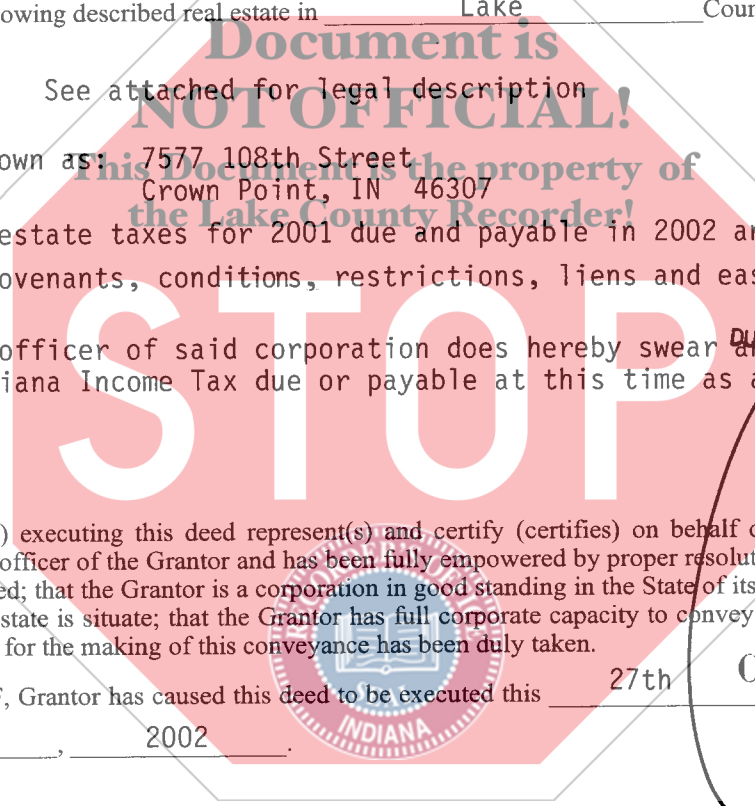 owing described real estate in Lake Coun
Document is
See attached for legal description
NOT OFFICIAL!
own as: 7577 108th Street
This Document is the property of
Crown Point, IN 46307
the Lake County Recorder!
estate taxes for 2001 due and payable in 2002 an
ovenants, conditions, restrictions, liens and eas
STOP
officer of said corporation does hereby swear an
iana Income Tax due or payable at this time as a
) executing this deed represent(s) and certify (certifies) on behalf o
officer of the Grantor and has been fully empowered by proper resolut
ed; that the Grantor is a corporation in good standing in the State of its
state is situate; that the Grantor has full corporate capacity to convey
for the making of this conveyance has been duly taken.
F, Grantor has caused this deed to be executed this 27th
, 2002 .
RECORDER'S OFFICE
SEAL
INDIANA